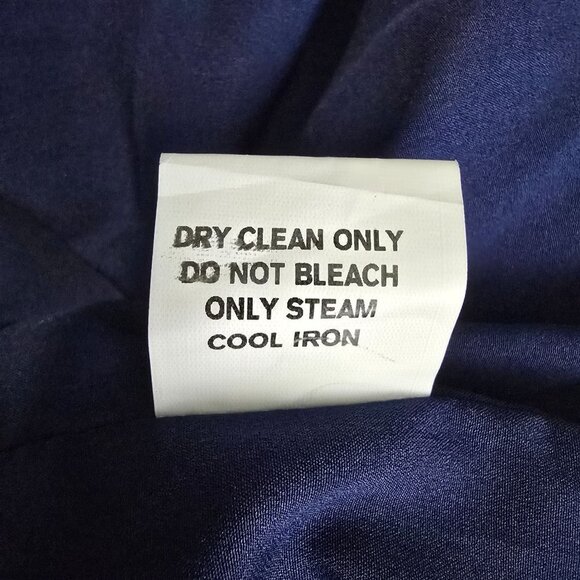 DRY CLEAN ONLY
DO NOT BLEACH
ONLY STEAM
COOL IRON